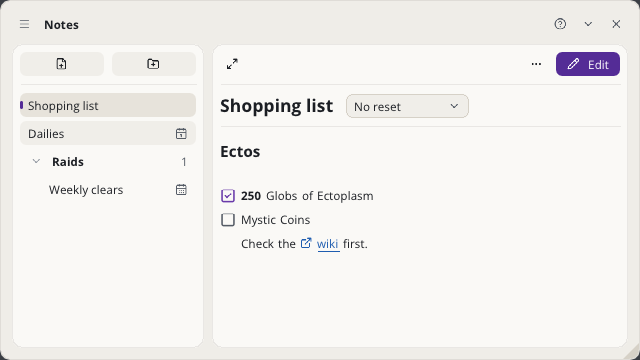 Notes
Edit
Shopping list
Dailies
Raids 1
Weekly clears
Shopping list No reset
Ectos
250 Globs of Ectoplasm
Mystic Coins
Check the wiki first.